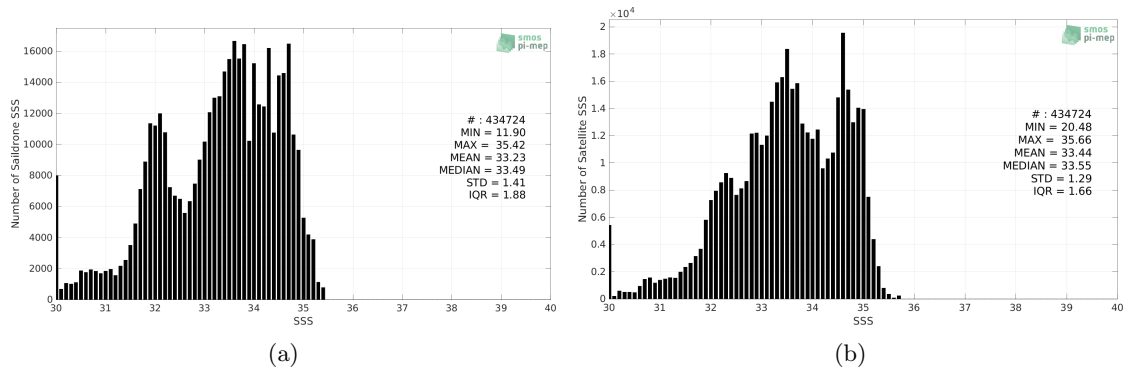 smos
pi-mep
Number of Saildrone SSS
16000
14000
12000
10000
8000
6000
4000
2000
0
# : 434724
MIN = 11.90
MAX = 35.42
MEAN = 33.23
MEDIAN = 33.49
STD = 1.41
IQR = 1.88
30 31 32 33 34 35 36 37 38 39 40
SSS
(a)
×10⁴
smos
pi-mep
Number of Satellite SSS
2
1.8
1.6
1.4
1.2
1
0.8
0.6
0.4
0.2
0
# : 434724
MIN = 20.48
MAX = 35.66
MEAN = 33.44
MEDIAN = 33.55
STD = 1.29
IQR = 1.66
30 31 32 33 34 35 36 37 38 39 40
SSS
(b)